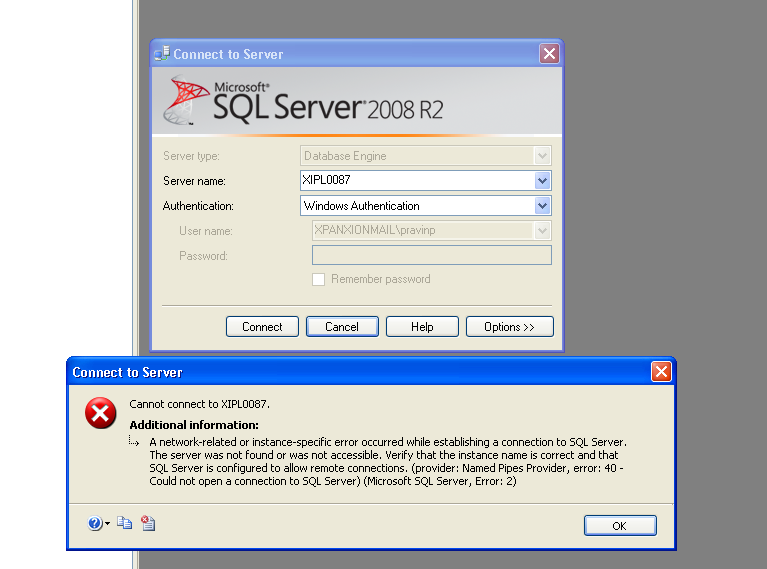 Connect to Server
Microsoft®
SQL Server® 2008 R2
Server type: Database Engine
Server name: XIPL0087
Authentication: Windows Authentication
User name: XPANXIONMAIL\pravinp
Password:
Remember password
Connect Cancel Help Options >>
Connect to Server
Cannot connect to XIPL0087.
Additional information:
A network-related or instance-specific error occurred while establishing a connection to SQL Server.
The server was not found or was not accessible. Verify that the instance name is correct and that
SQL Server is configured to allow remote connections. (provider: Named Pipes Provider, error: 40 -
Could not open a connection to SQL Server) (Microsoft SQL Server, Error: 2)
OK